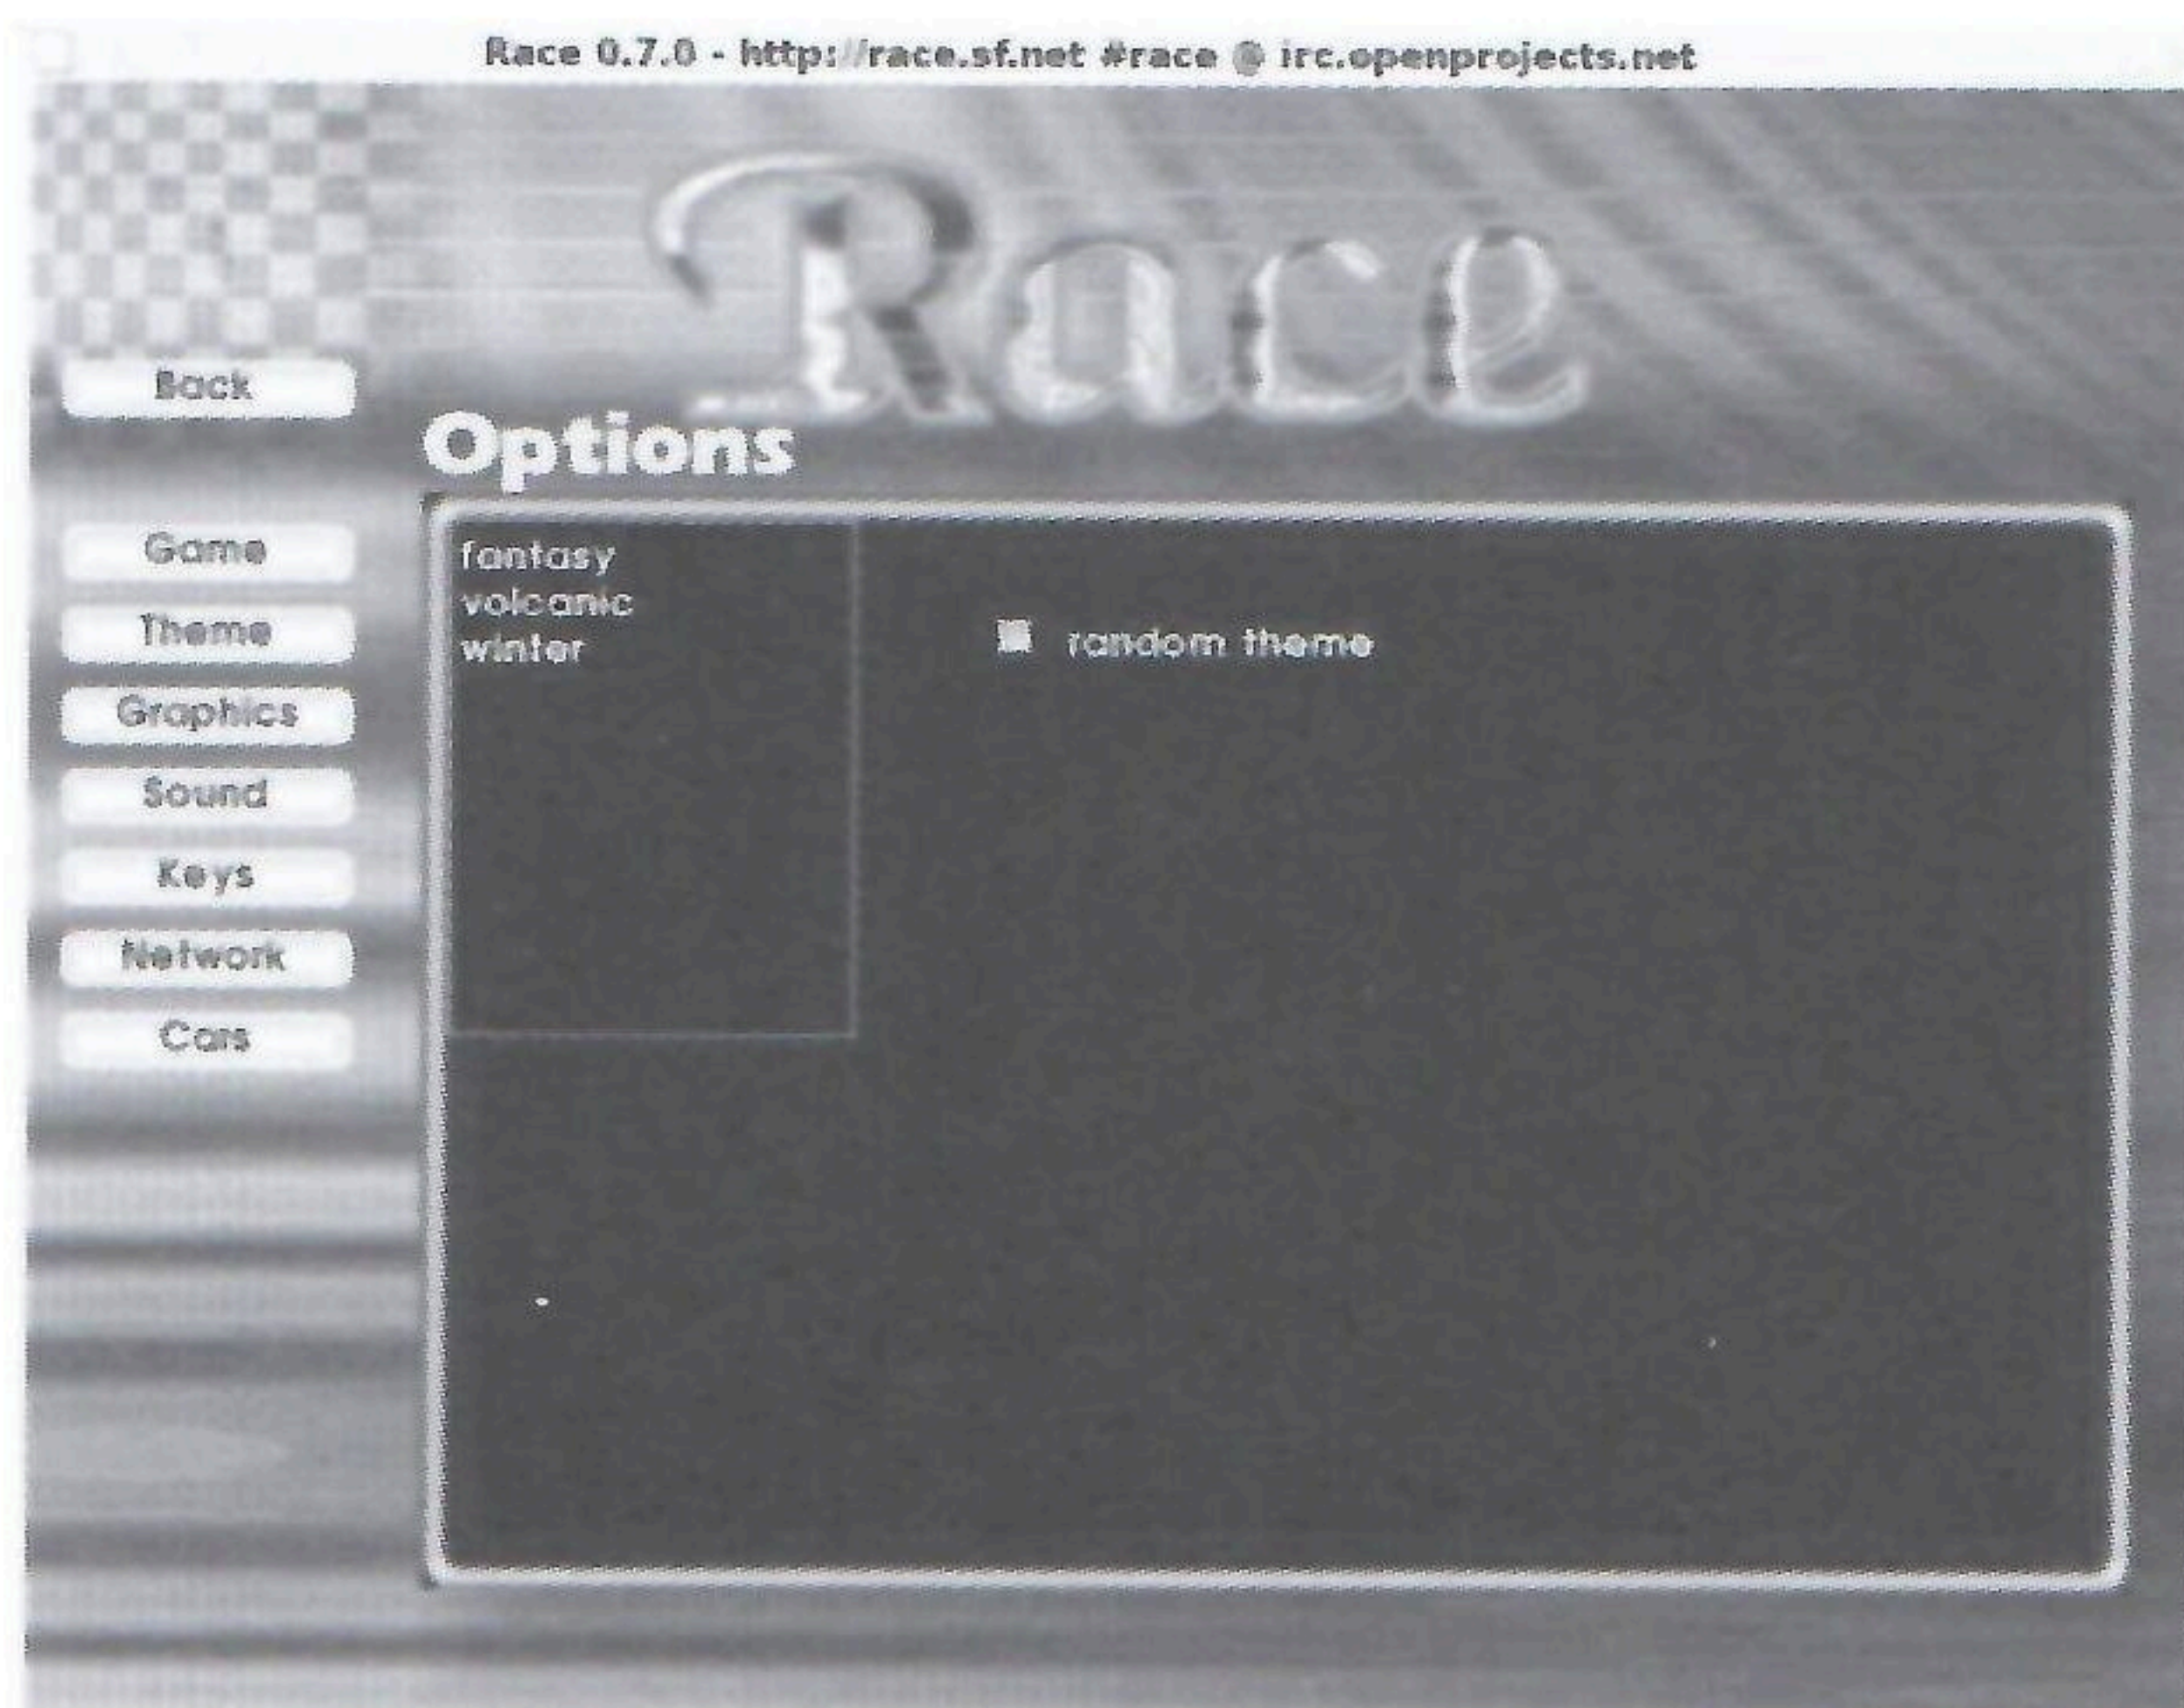 Race 0.7.0 - http://race.sf.net #race @ irc.openprojects.net
Race
Back
Options
Game
Theme
Graphics
Sound
Keys
Network
Cars
fantasy
volcanic
winter
random theme